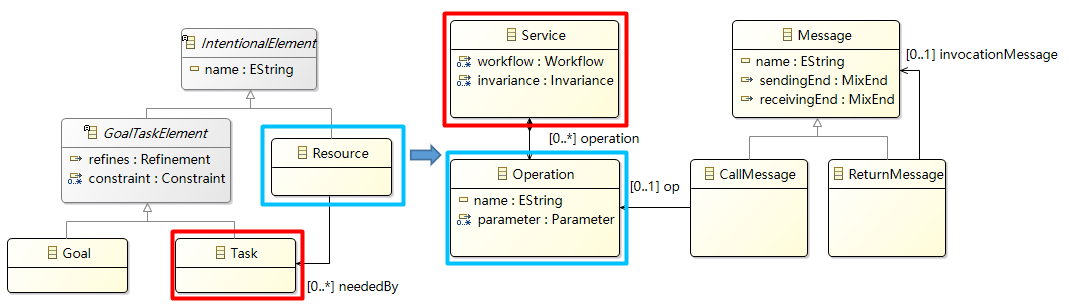 IntentionalElement
name : EString
GoalTaskElement
refines : Refinement
constraint : Constraint
Resource
Goal
Task
[0..*] neededBy
Service
workflow : Workflow
invariance : Invariance
[0..*] operation
Operation
name : EString
parameter : Parameter
[0..1] op
Message
name : EString
sendingEnd : MixEnd
receivingEnd : MixEnd
[0..1] invocationMessage
CallMessage
ReturnMessage